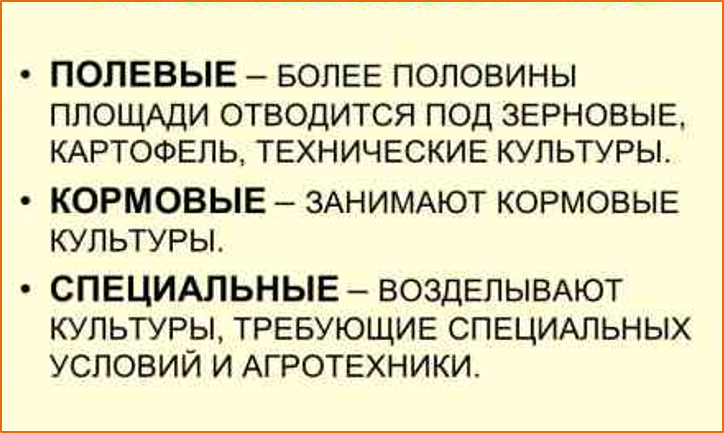 • ПОЛЕВЫЕ – БОЛЕЕ ПОЛОВИНЫ
ПЛОЩАДИ ОТВОДИТСЯ ПОД ЗЕРНОВЫЕ,
КАРТОФЕЛЬ, ТЕХНИЧЕСКИЕ КУЛЬТУРЫ.
• КОРМОВЫЕ – ЗАНИМАЮТ КОРМОВЫЕ
КУЛЬТУРЫ.
• СПЕЦИАЛЬНЫЕ – ВОЗДЕЛЫВАЮТ
КУЛЬТУРЫ, ТРЕБУЮЩИЕ СПЕЦИАЛЬНЫХ
УСЛОВИЙ И АГРОТЕХНИКИ.